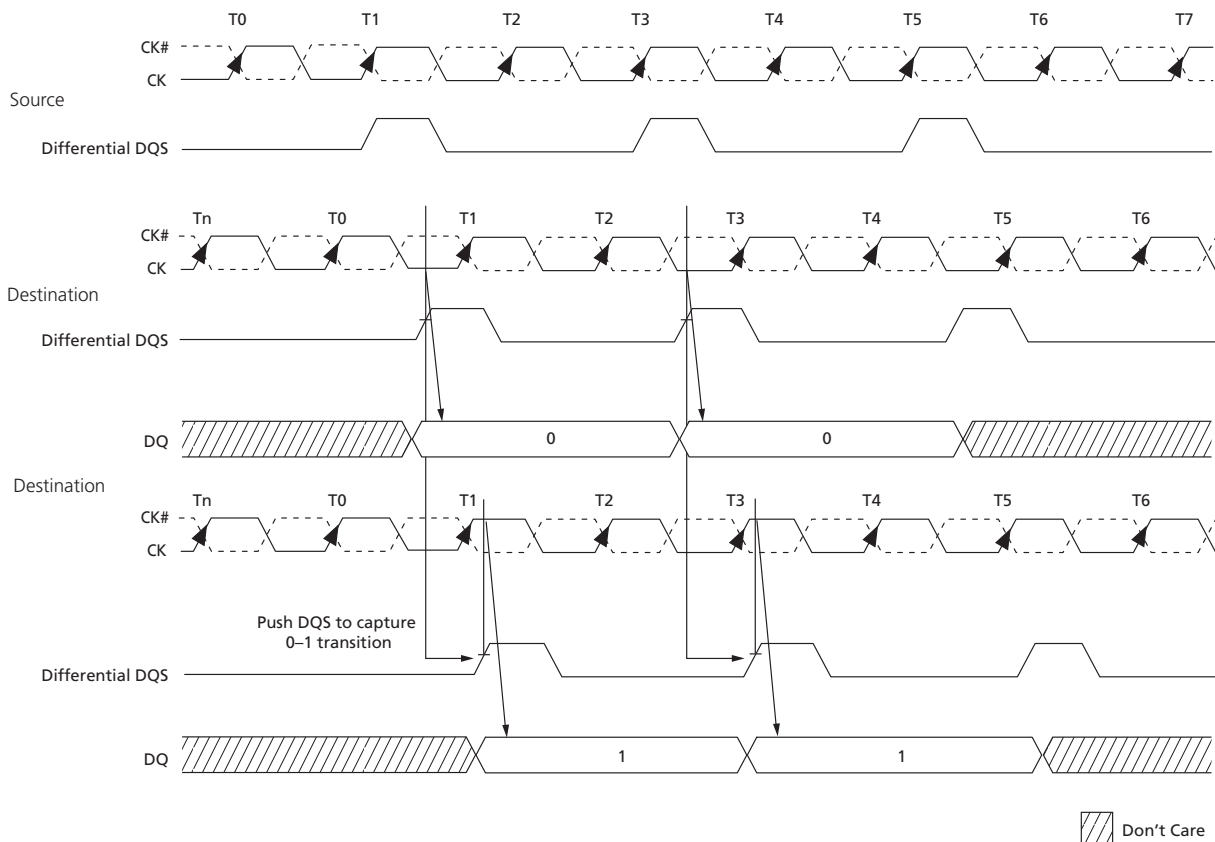 T0 T1 T2 T3 T4 T5 T6 T7
CK#
CK
Source
Differential DQS
Tn T0 T1 T2 T3 T4 T5 T6
CK#
CK
Destination
Differential DQS
DQ 0 0
Destination
Tn T0 T1 T2 T3 T4 T5 T6
CK#
CK
Push DQS to capture
0–1 transition
Differential DQS
DQ 1 1
Don't Care